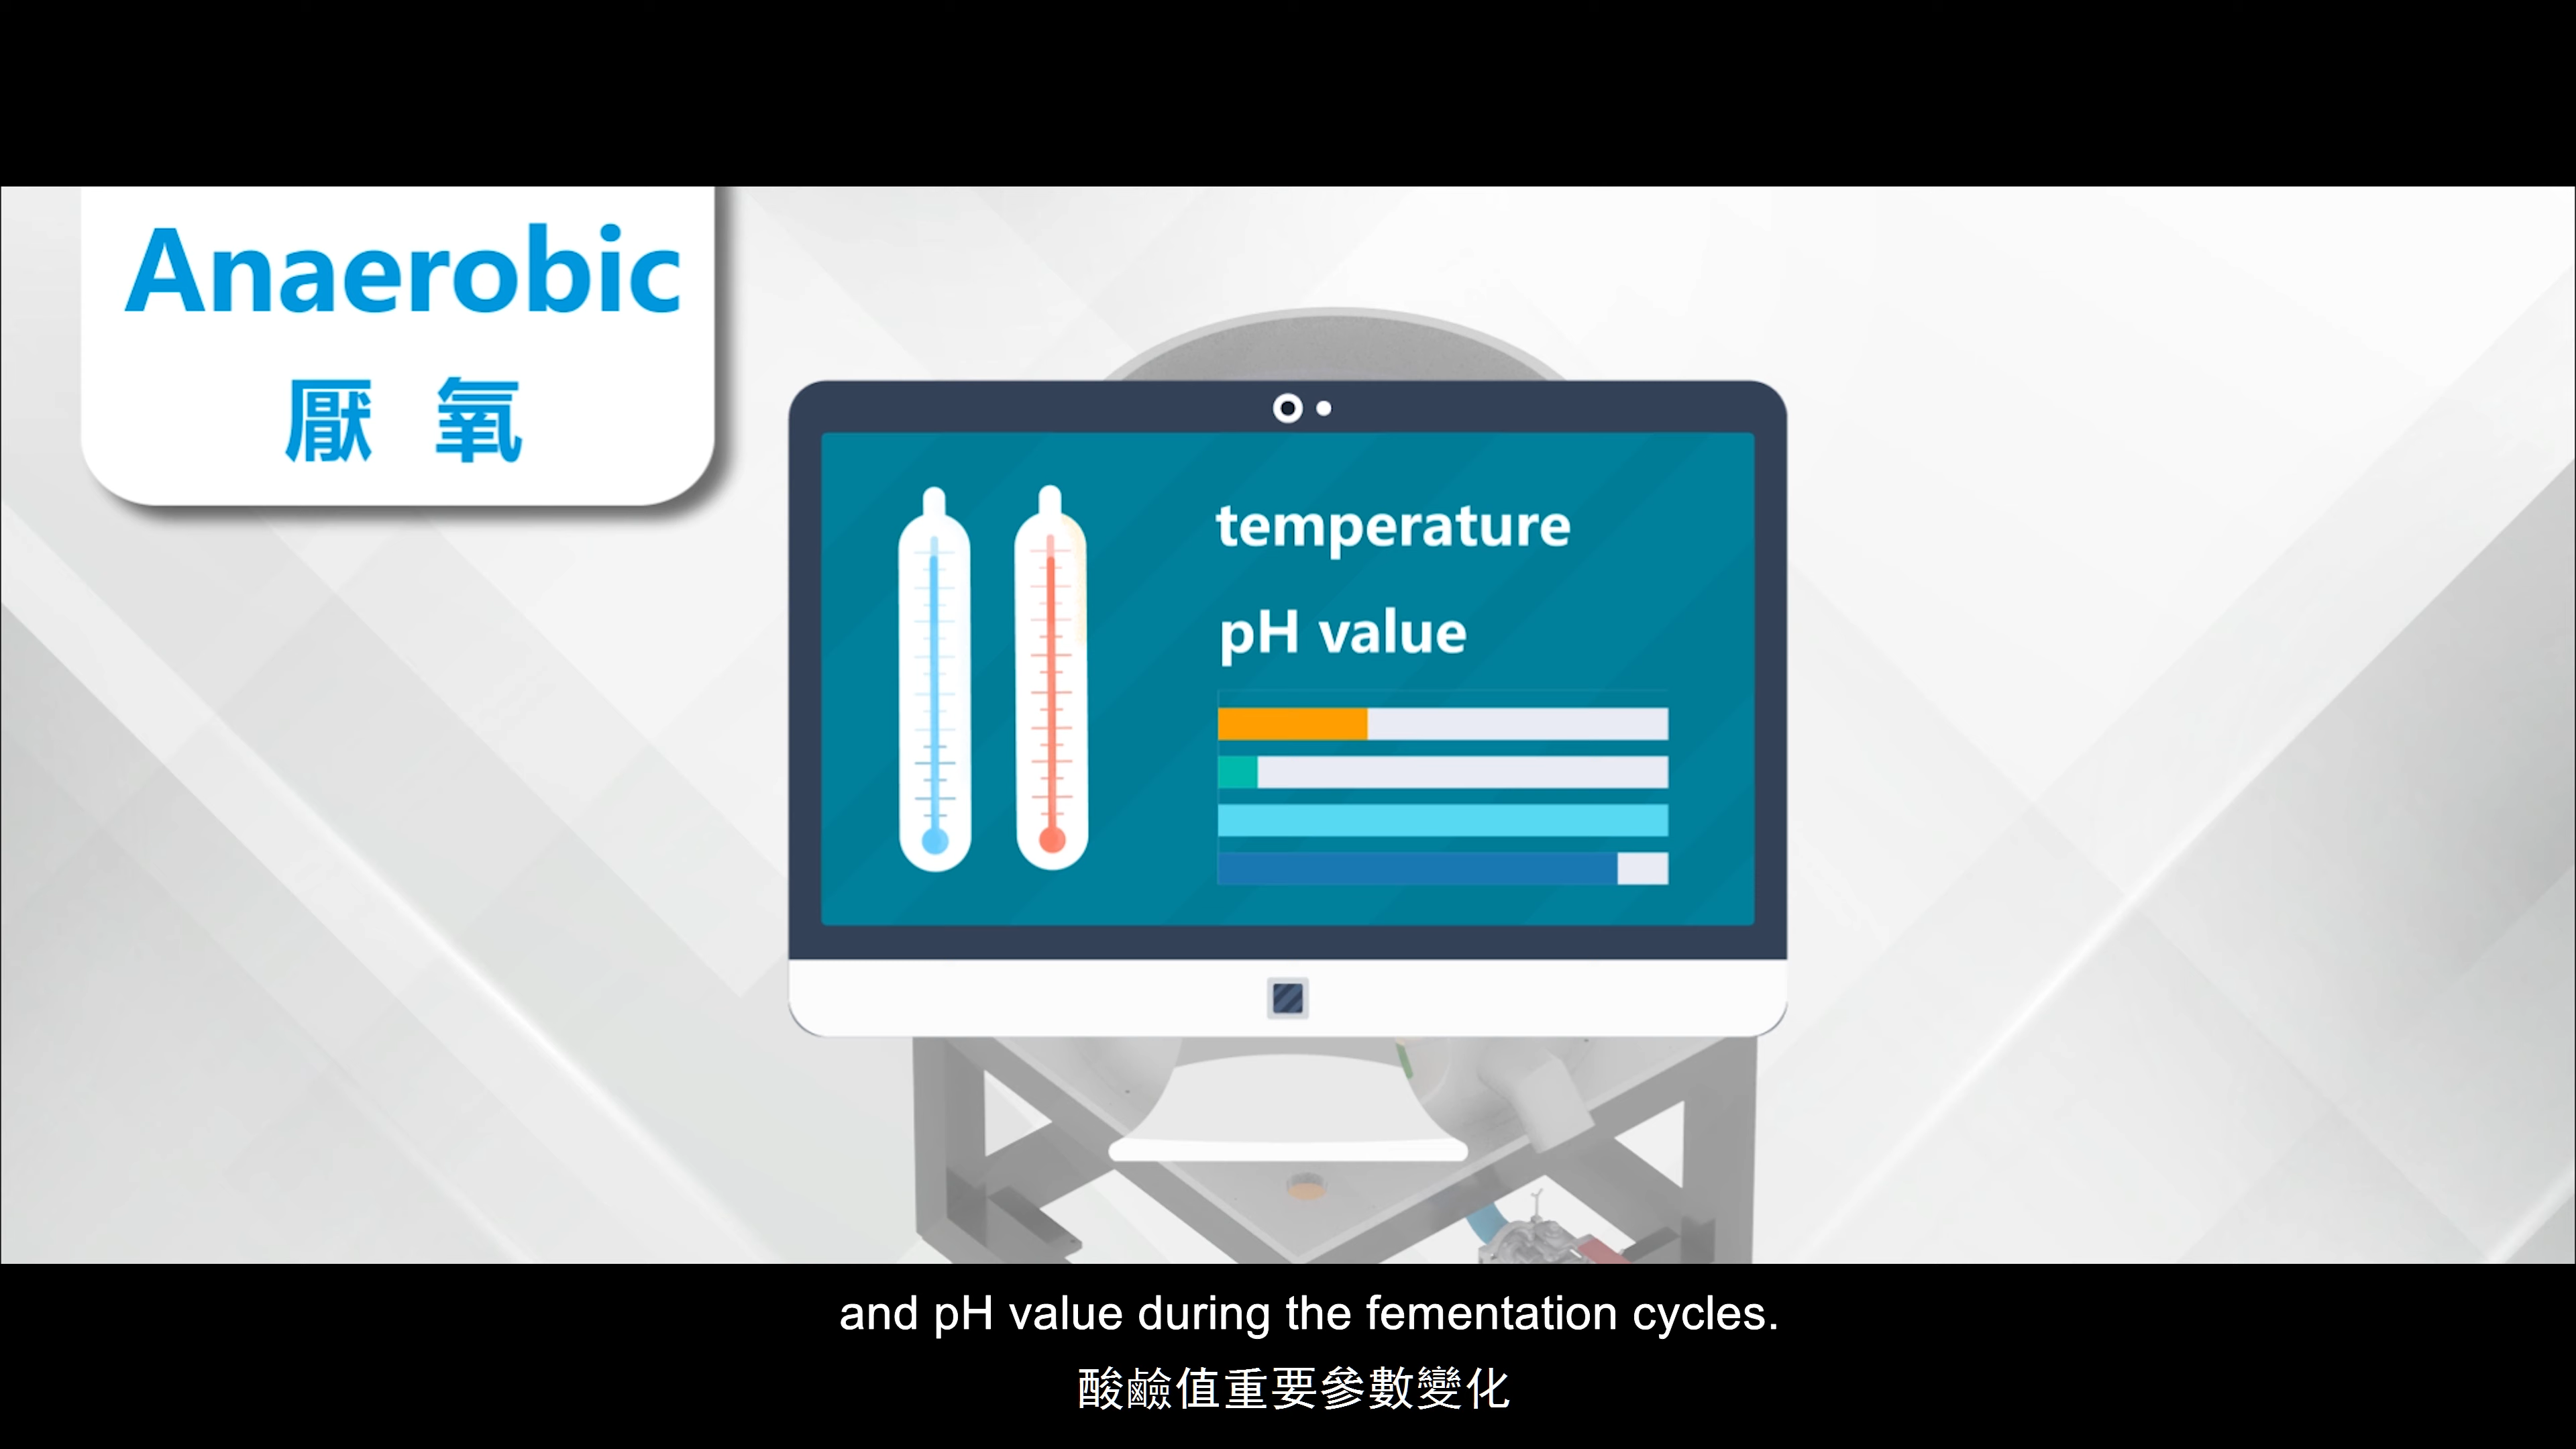 Anaerobic
厭 氧
temperature
pH value
and pH value during the fementation cycles.
酸鹼值重要參數變化